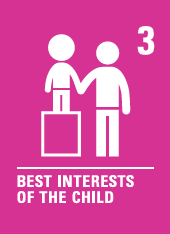 3
BEST INTERESTS
OF THE CHILD